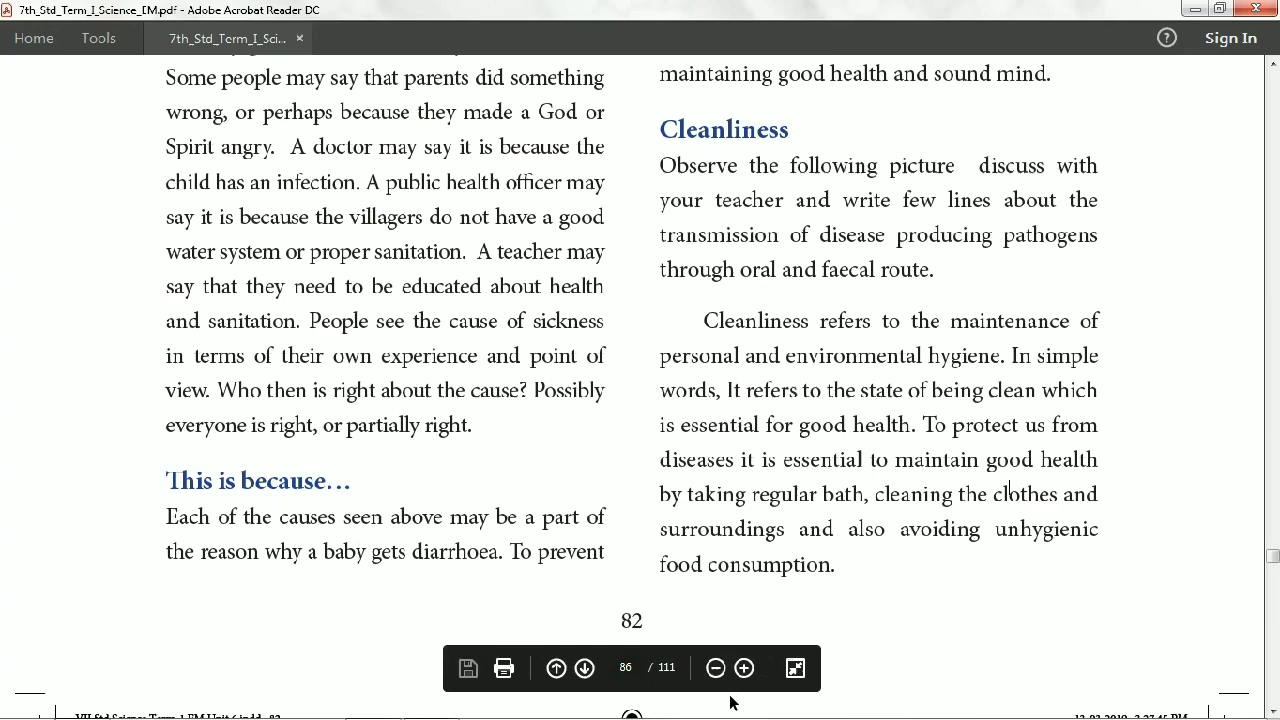 7th_Std_Term_I_Science_EM.pdf - Adobe Acrobat Reader DC
Home
Tools
7th_Std_Term_I_Sci...
Sign In
Some people may say that parents did something
wrong, or perhaps because they made a God or
Spirit angry. A doctor may say it is because the
child has an infection. A public health officer may
say it is because the villagers do not have a good
water system or proper sanitation. A teacher may
say that they need to be educated about health
and sanitation. People see the cause of sickness
in terms of their own experience and point of
view. Who then is right about the cause? Possibly
everyone is right, or partially right.
This is because...
Each of the causes seen above may be a part of
the reason why a baby gets diarrhoea. To prevent
maintaining good health and sound mind.
Cleanliness
Observe the following picture discuss with
your teacher and write few lines about the
transmission of disease producing pathogens
through oral and faecal route.
Cleanliness refers to the maintenance of
personal and environmental hygiene. In simple
words, It refers to the state of being clean which
is essential for good health. To protect us from
diseases it is essential to maintain good health
by taking regular bath, cleaning the clothes and
surroundings and also avoiding unhygienic
food consumption.
82
86 / 111